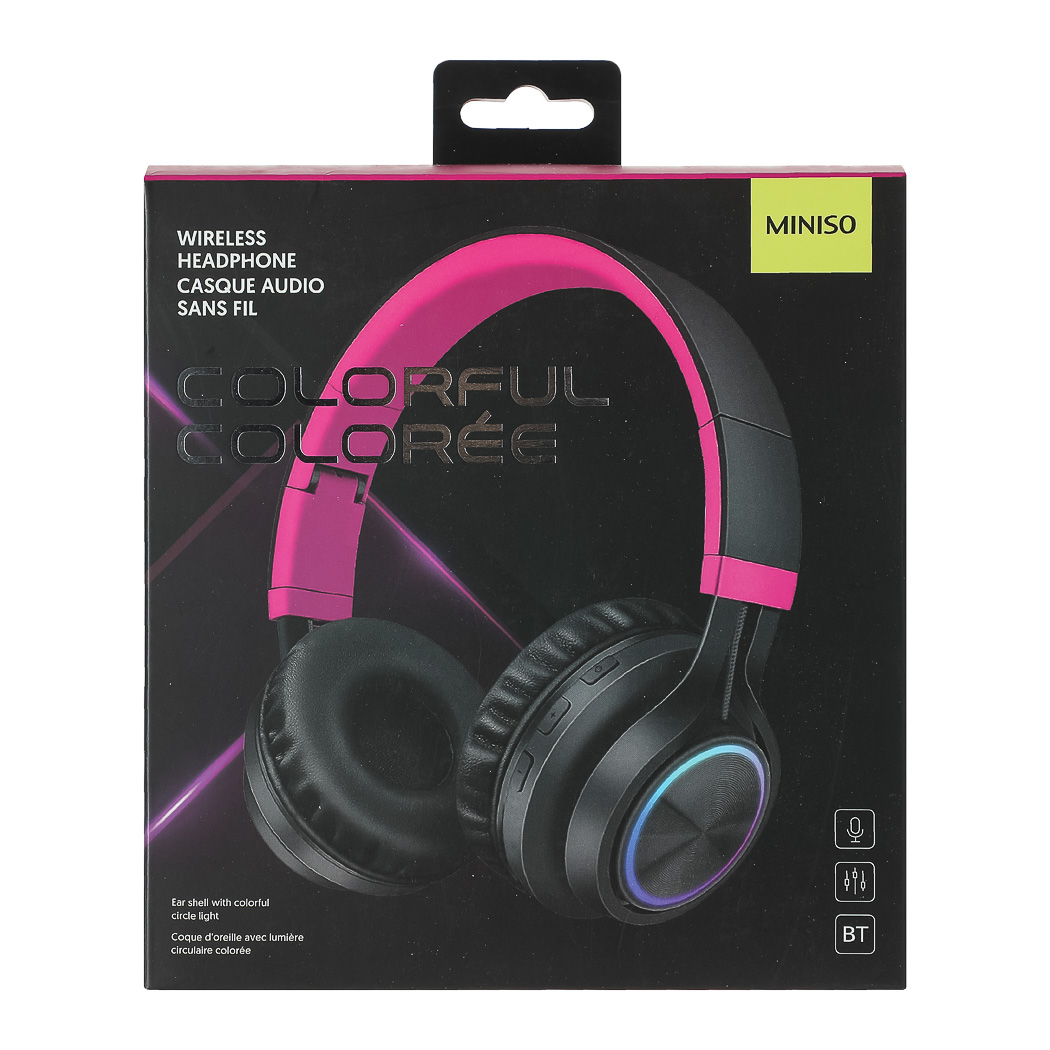 MINISO
WIRELESS
HEADPHONE
CASQUE AUDIO
SANS FIL
COLORFUL
COLORÉE
Ear shell with colorful
circle light
Coque d'oreille avec lumière
circulaire colorée
BT